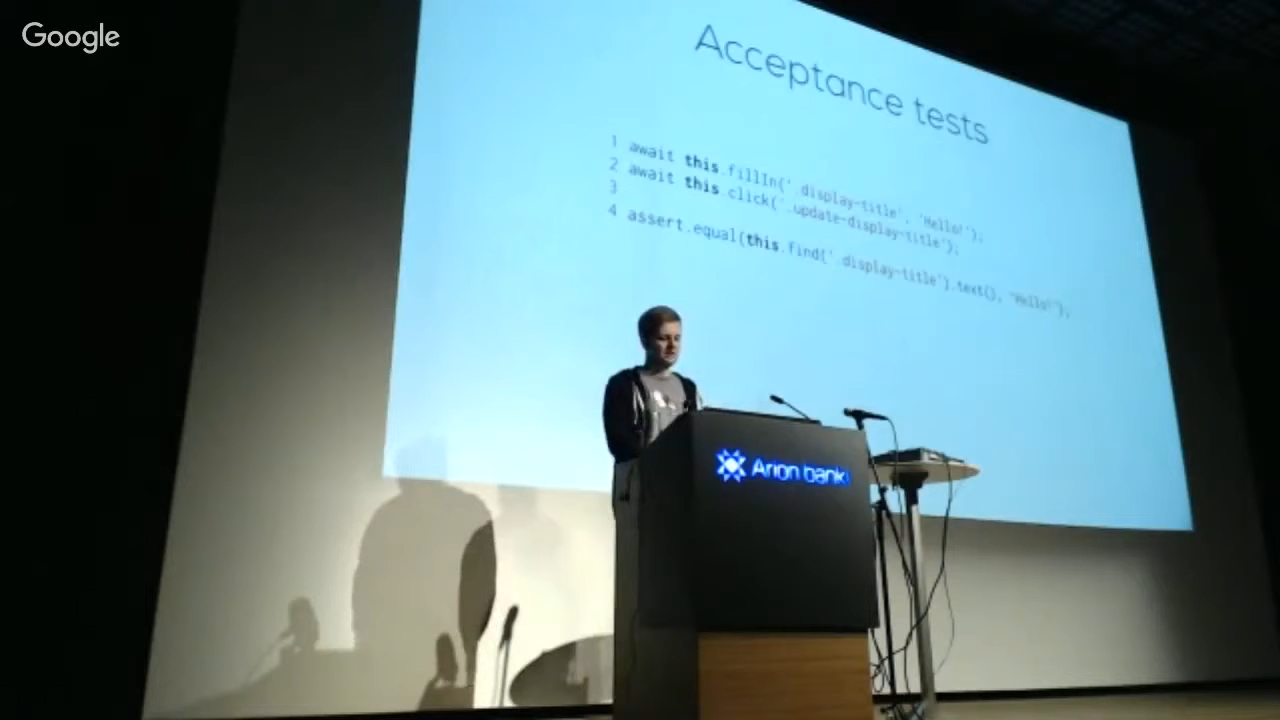 Google
Acceptance tests
1 await this.fillIn('.display-title', 'Hello!');
2 await this.click('.update-display-title');
3
4 assert.equal(this.find('.display-title').text(), 'Hello!');
Arion banki